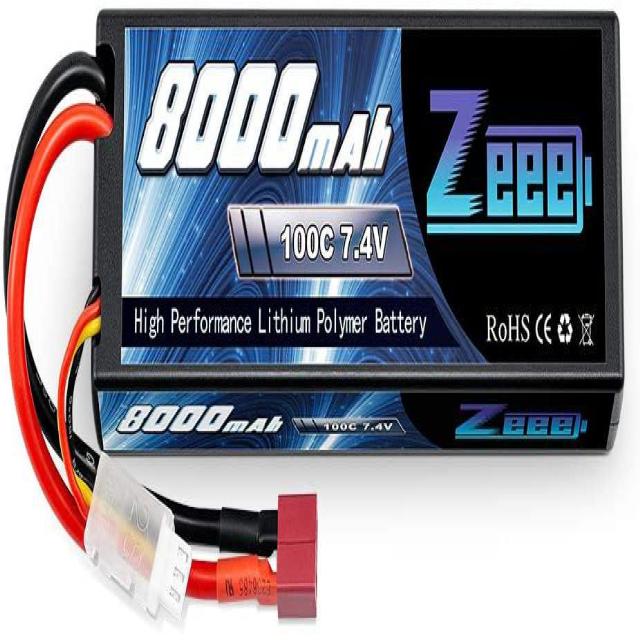 8000mAh
Zeee
100C 7.4V
High Performance Lithium Polymer Battery
RoHS CE
8000mAh
100C 7.4V
Zeee